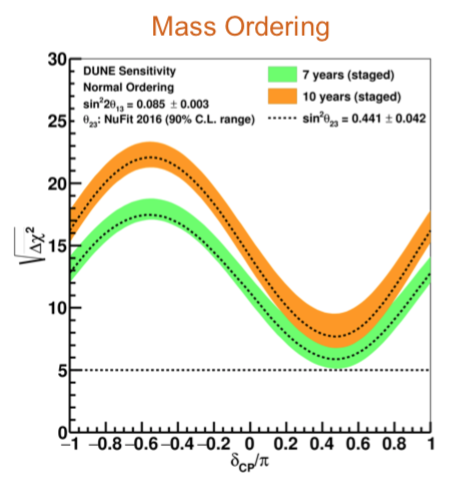 Mass Ordering
DUNE Sensitivity
Normal Ordering
sin²2θ₁₃ = 0.085 ± 0.003
θ₂₃: NuFit 2016 (90% C.L. range)
7 years (staged)
10 years (staged)
sin²θ₂₃ = 0.441 ± 0.042
√Δχ²
30
25
20
15
10
5
0
−1 −0.8 −0.6 −0.4 −0.2 0 0.2 0.4 0.6 0.8 1
δCP/π